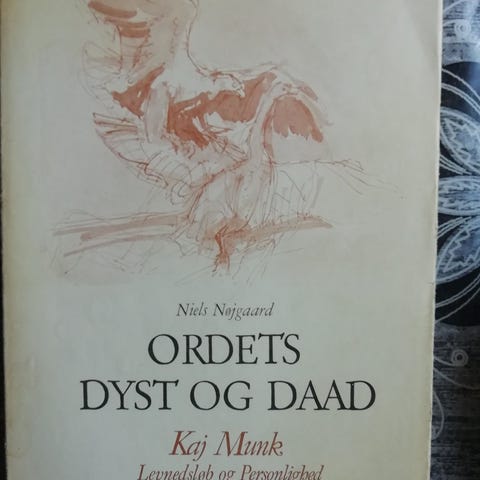 Niels Nøjgaard
ORDETS
DYST OG DAAD
Kaj Munk
Levnedsløb og Personlighed